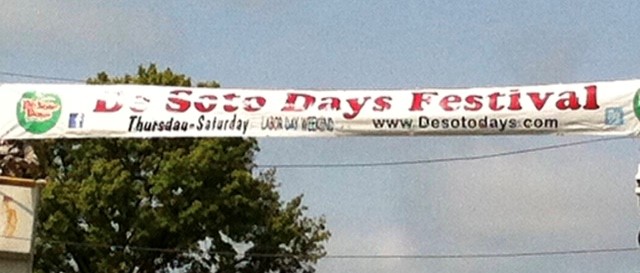 De Soto Days Festival
Thursday-Saturday LABOR DAY WEEKEND www.Desotodays.com